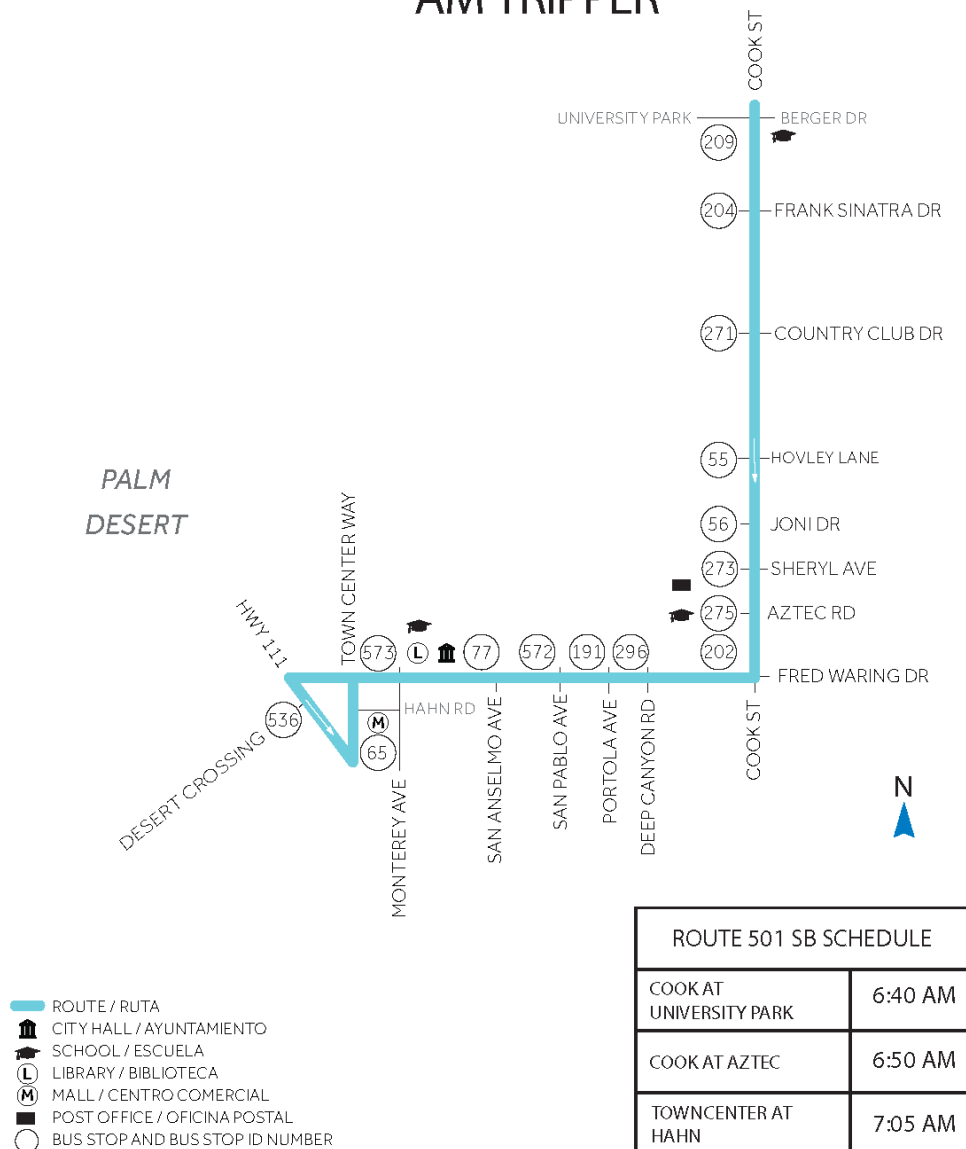 AM TRIPPER
COOK ST
UNIVERSITY PARK
BERGER DR
209
204
FRANK SINATRA DR
271
COUNTRY CLUB DR
55
HOVLEY LANE
PALM
DESERT
56
JONI DR
273
SHERYL AVE
275
AZTEC RD
HWY 111
TOWN CENTER WAY
573
L
77
572
191
296
202
FRED WARING DR
536
HAHN RD
M
65
DESERT CROSSING
MONTEREY AVE
SAN ANSELMO AVE
SAN PABLO AVE
PORTOLA AVE
DEEP CANYON RD
COOK ST
N
ROUTE 501 SB SCHEDULE
COOK AT
UNIVERSITY PARK
6:40 AM
COOK AT AZTEC
6:50 AM
TOWNCENTER AT
HAHN
7:05 AM
ROUTE / RUTA
CITY HALL / AYUNTAMIENTO
SCHOOL / ESCUELA
L LIBRARY / BIBLIOTECA
M MALL / CENTRO COMERCIAL
POST OFFICE / OFICINA POSTAL
BUS STOP AND BUS STOP ID NUMBER